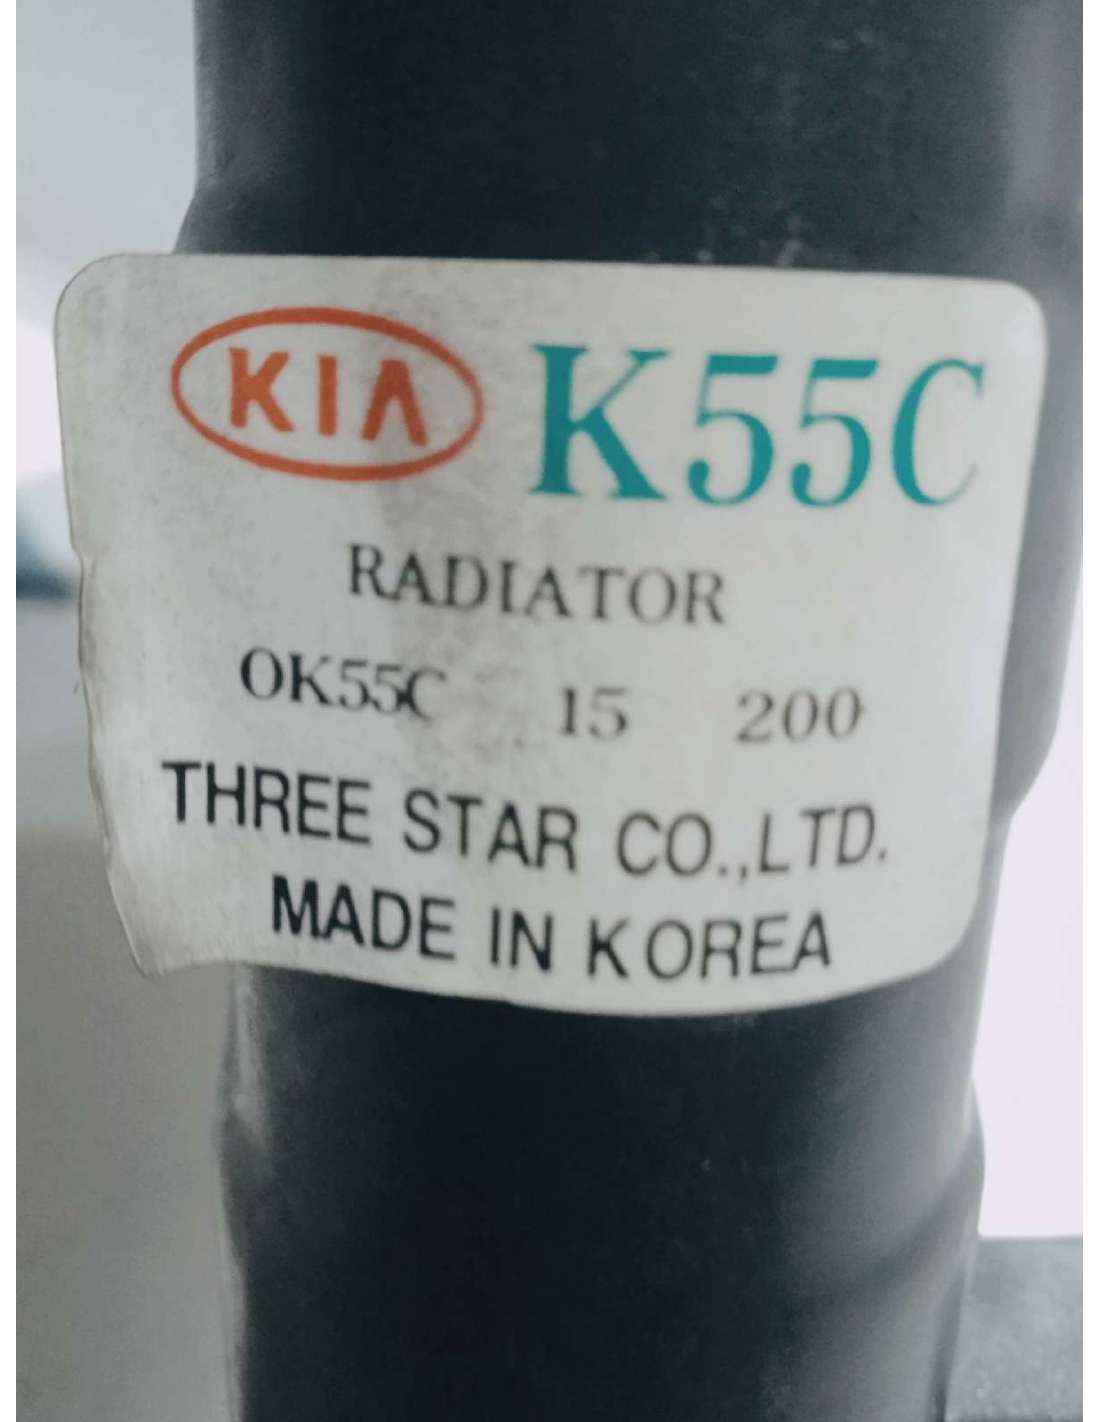 KIA K55C
RADIATOR
OK55C 15 200
THREE STAR CO.,LTD.
MADE IN KOREA